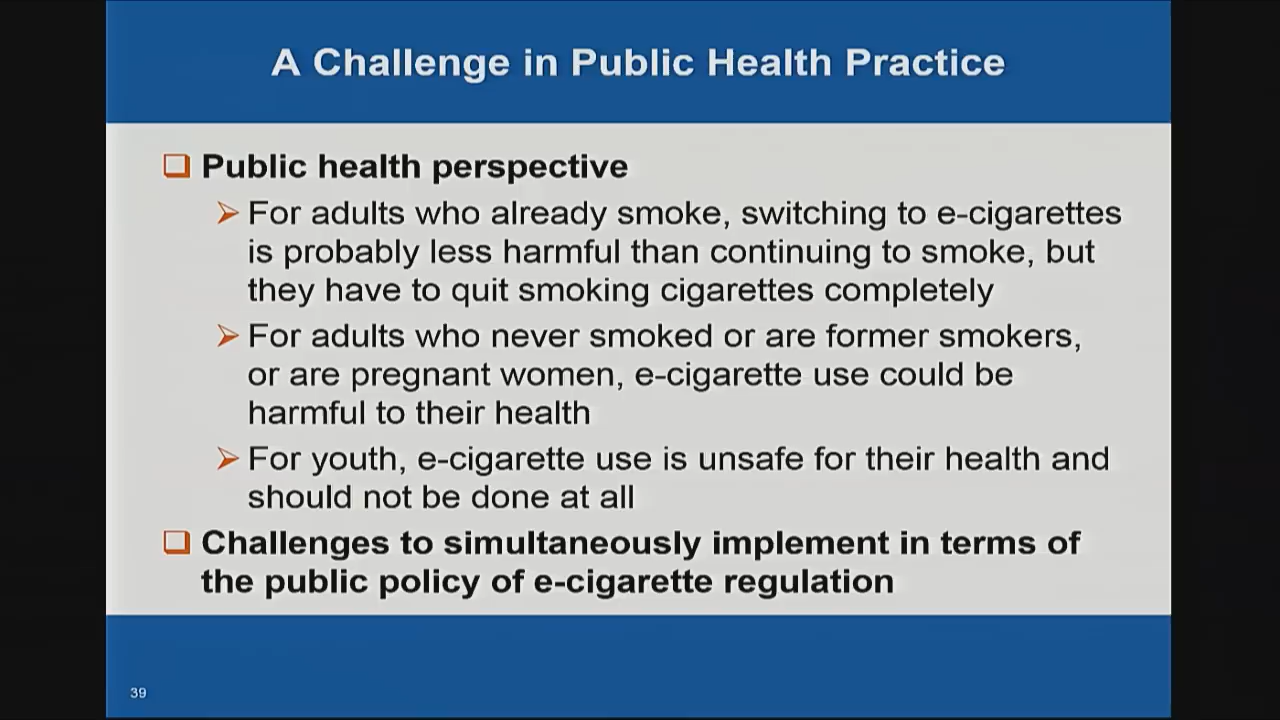 A Challenge in Public Health Practice
Public health perspective
For adults who already smoke, switching to e-cigarettes
is probably less harmful than continuing to smoke, but
they have to quit smoking cigarettes completely
For adults who never smoked or are former smokers,
or are pregnant women, e-cigarette use could be
harmful to their health
For youth, e-cigarette use is unsafe for their health and
should not be done at all
Challenges to simultaneously implement in terms of
the public policy of e-cigarette regulation
39